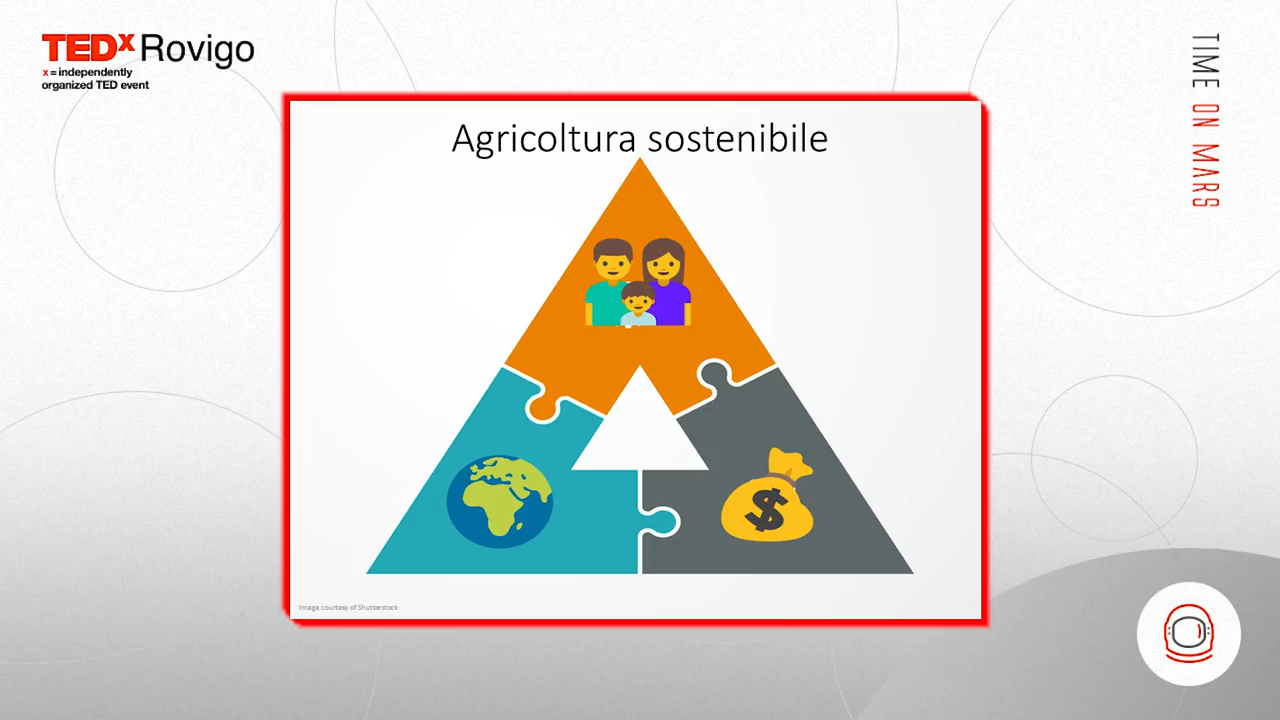 TEDx Rovigo
x = independently
organized TED event
TIME ON MARS
Agricoltura sostenibile
$
Image courtesy of Shutterstock